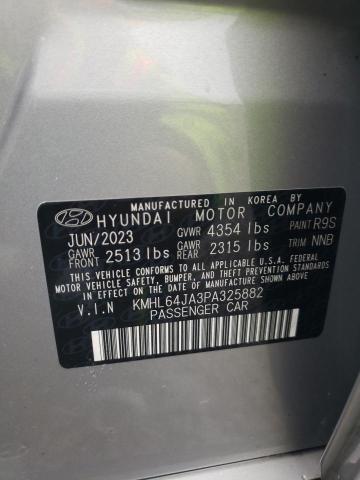 MANUFACTURED IN KOREA BY
HYUNDAI MOTOR COMPANY
JUN/2023 GVWR 4354 lbs PAINT R9S
GAWR FRONT 2513 lbs GAWR REAR 2315 lbs TRIM NNB
THIS VEHICLE CONFORMS TO ALL APPLICABLE U.S.A. FEDERAL
MOTOR VEHICLE SAFETY, BUMPER, AND THEFT PREVENTION
STANDARDS IN EFFECT ON THE DATE OF MANUFACTURE SHOWN ABOVE.
V.I.N KMHL64JA3PA325882
PASSENGER CAR